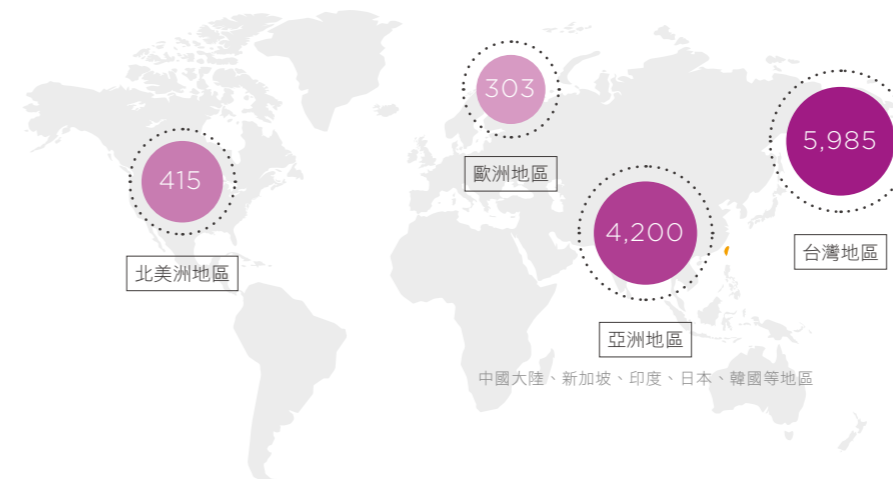 303
歐洲地區
5,985
台灣地區
415
北美洲地區
4,200
亞洲地區
中國大陸、新加坡、印度、日本、韓國等地區